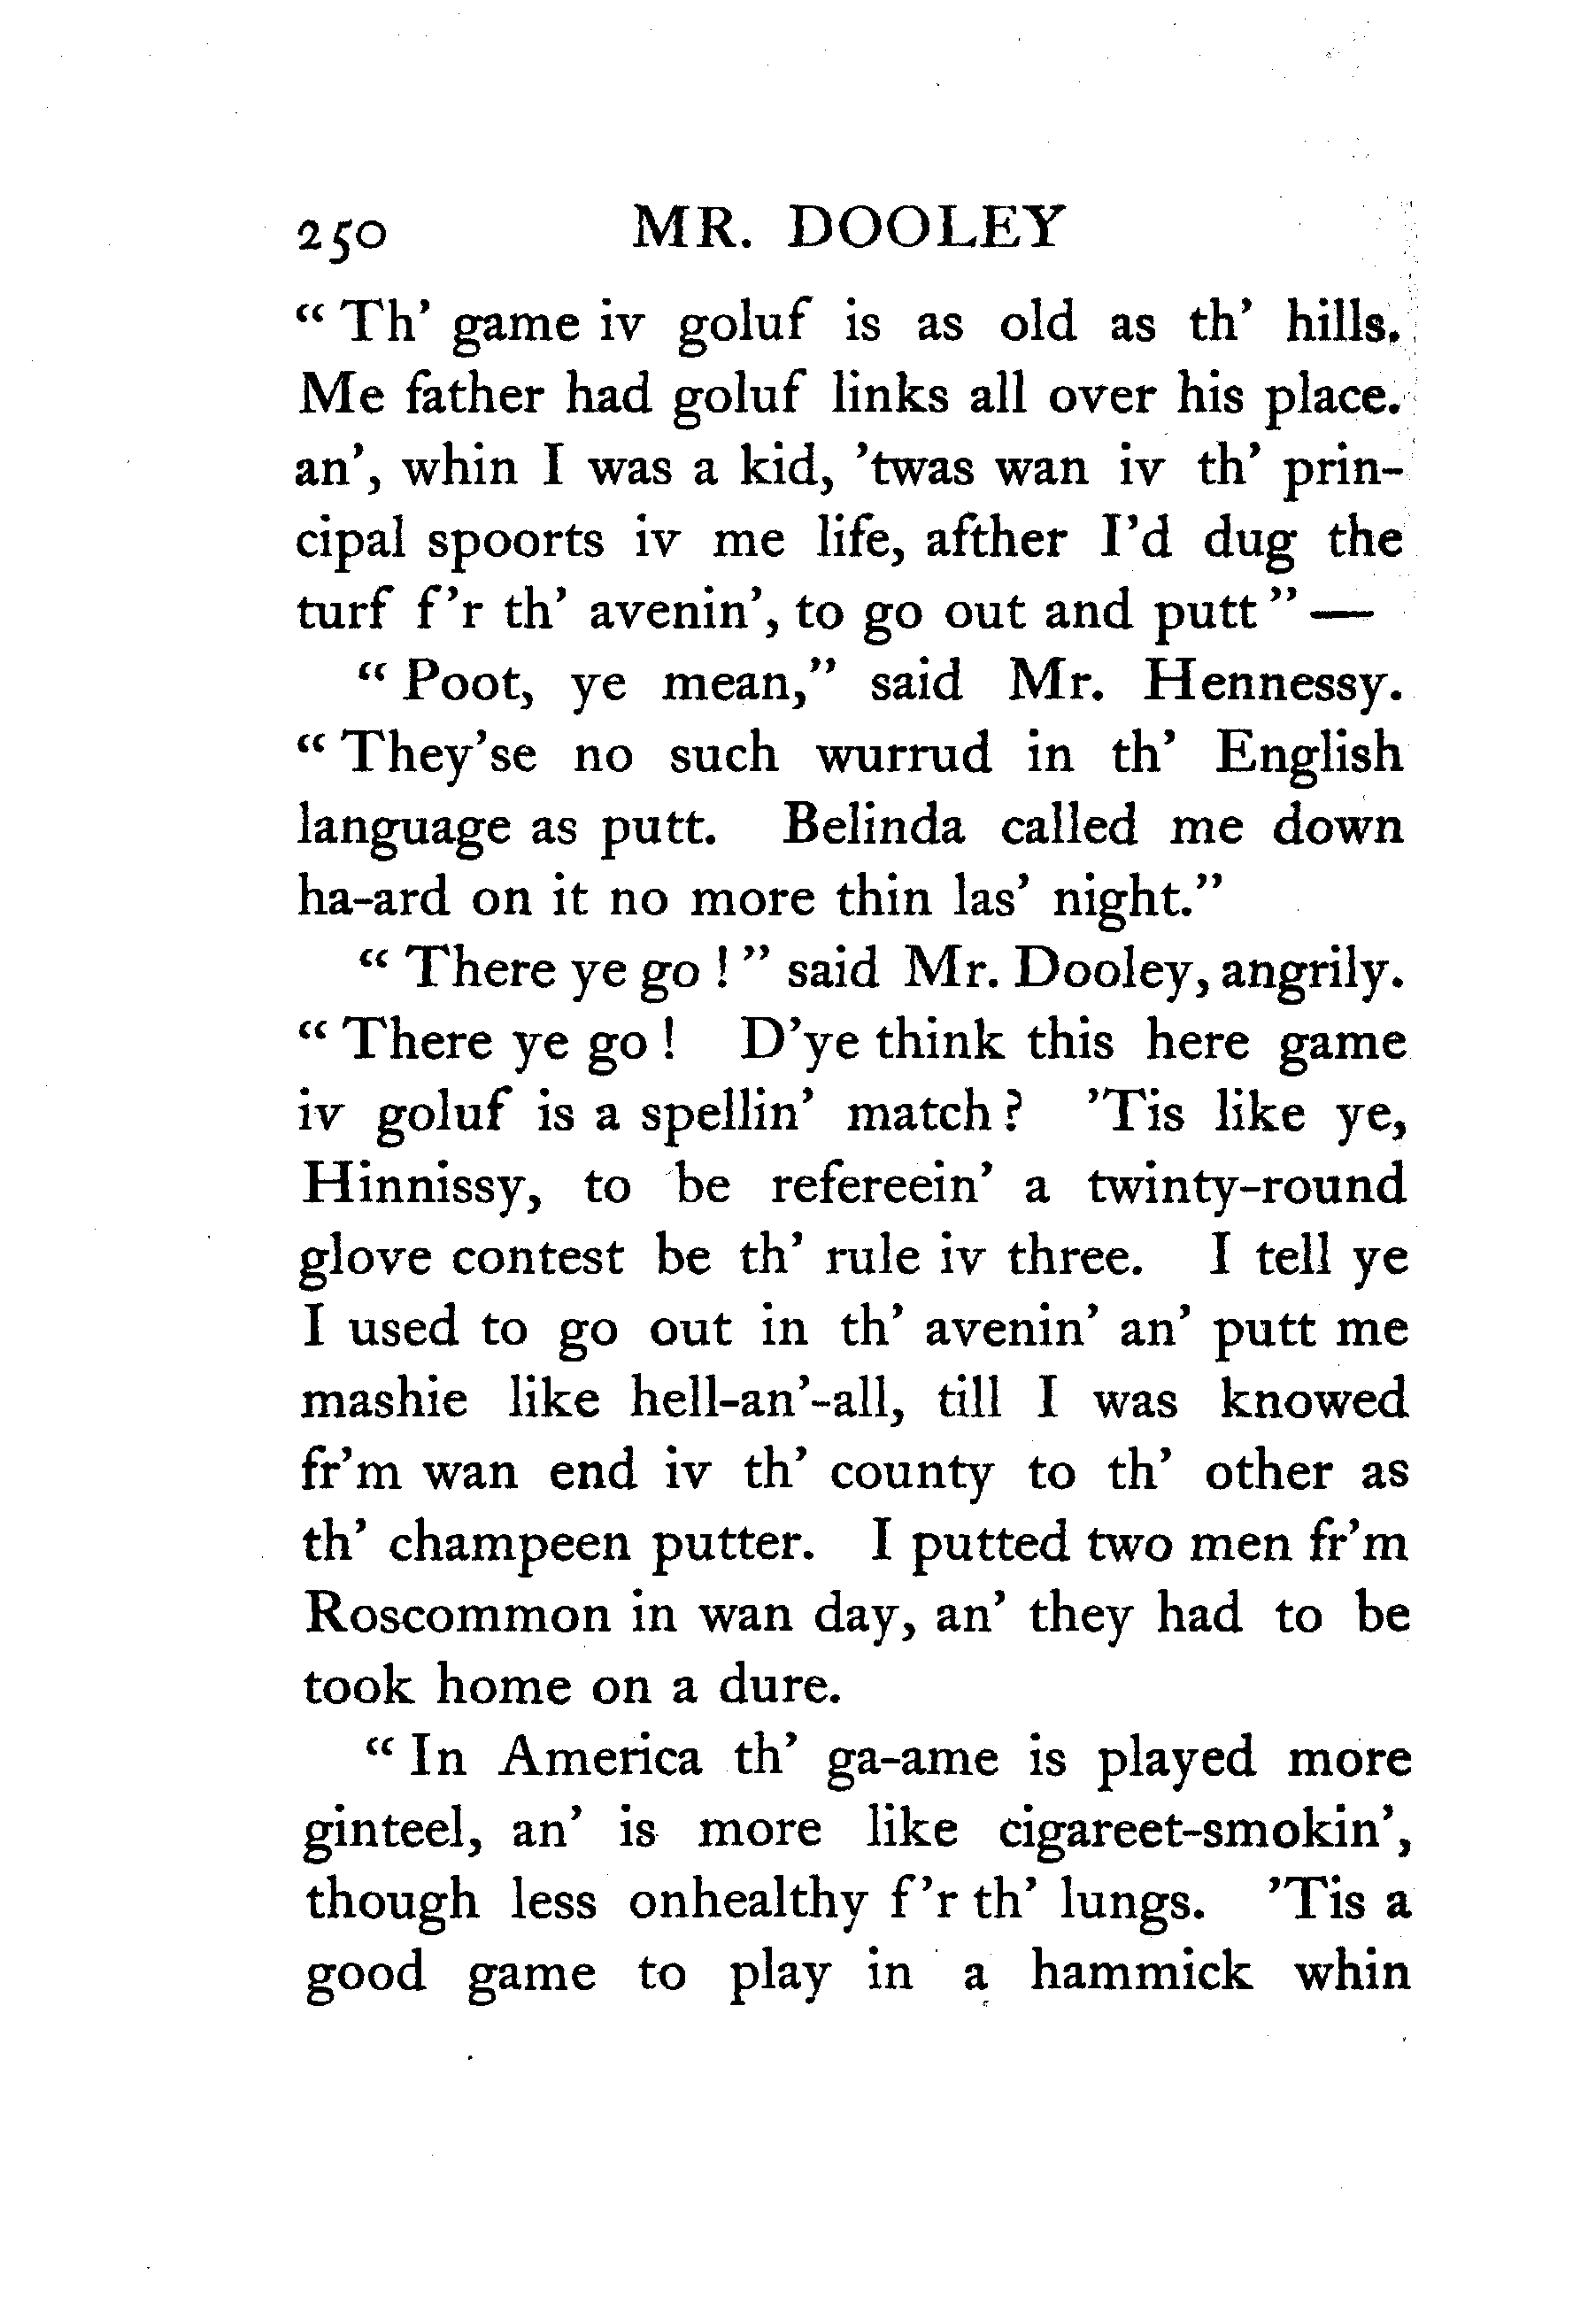 250 MR. DOOLEY
“ Th’ game iv goluf is as old as th’ hills.
Me father had goluf links all over his place.
an’, whin I was a kid, ’twas wan iv th’ prin-
cipal spoorts iv me life, afther I’d dug the
turf f’r th’ avenin’, to go out and putt ” —
“ Poot, ye mean,” said Mr. Hennessy.
“ They’se no such wurrud in th’ English
language as putt. Belinda called me down
ha-ard on it no more thin las’ night.”
“ There ye go ! ” said Mr. Dooley, angrily.
“ There ye go ! D’ye think this here game
iv goluf is a spellin’ match ? ’Tis like ye,
Hinnissy, to be refereein’ a twinty-round
glove contest be th’ rule iv three. I tell ye
I used to go out in th’ avenin’ an’ putt me
mashie like hell-an’-all, till I was knowed
fr’m wan end iv th’ county to th’ other as
th’ champeen putter. I putted two men fr’m
Roscommon in wan day, an’ they had to be
took home on a dure.
“ In America th’ ga-ame is played more
ginteel, an’ is more like cigareet-smokin’,
though less onhealthy f’r th’ lungs. ’Tis a
good game to play in a hammick whin